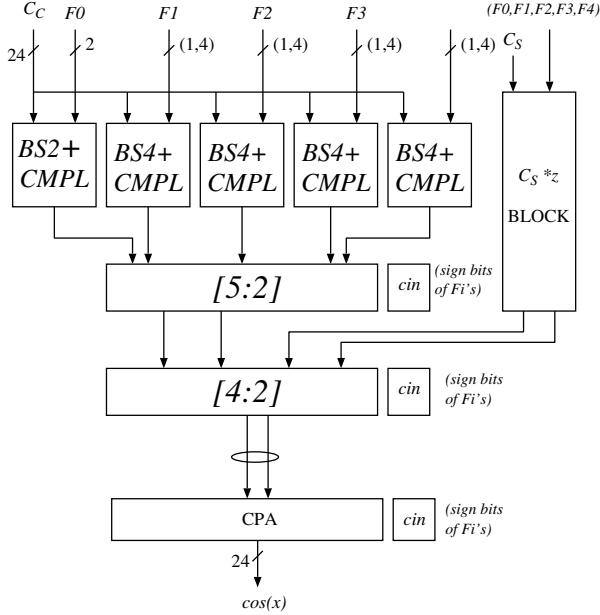 C_C F0 F1 F2 F3 (F0,F1,F2,F3,F4)
24 2 (1,4) (1,4) (1,4) (1,4) C_S
BS2+ BS4+ BS4+ BS4+ BS4+
CMPL CMPL CMPL CMPL CMPL
C_S *z
BLOCK
[5:2] cin (sign bits
of Fi's)
[4:2] cin (sign bits
of Fi's)
CPA cin (sign bits
of Fi's)
24
cos(x)